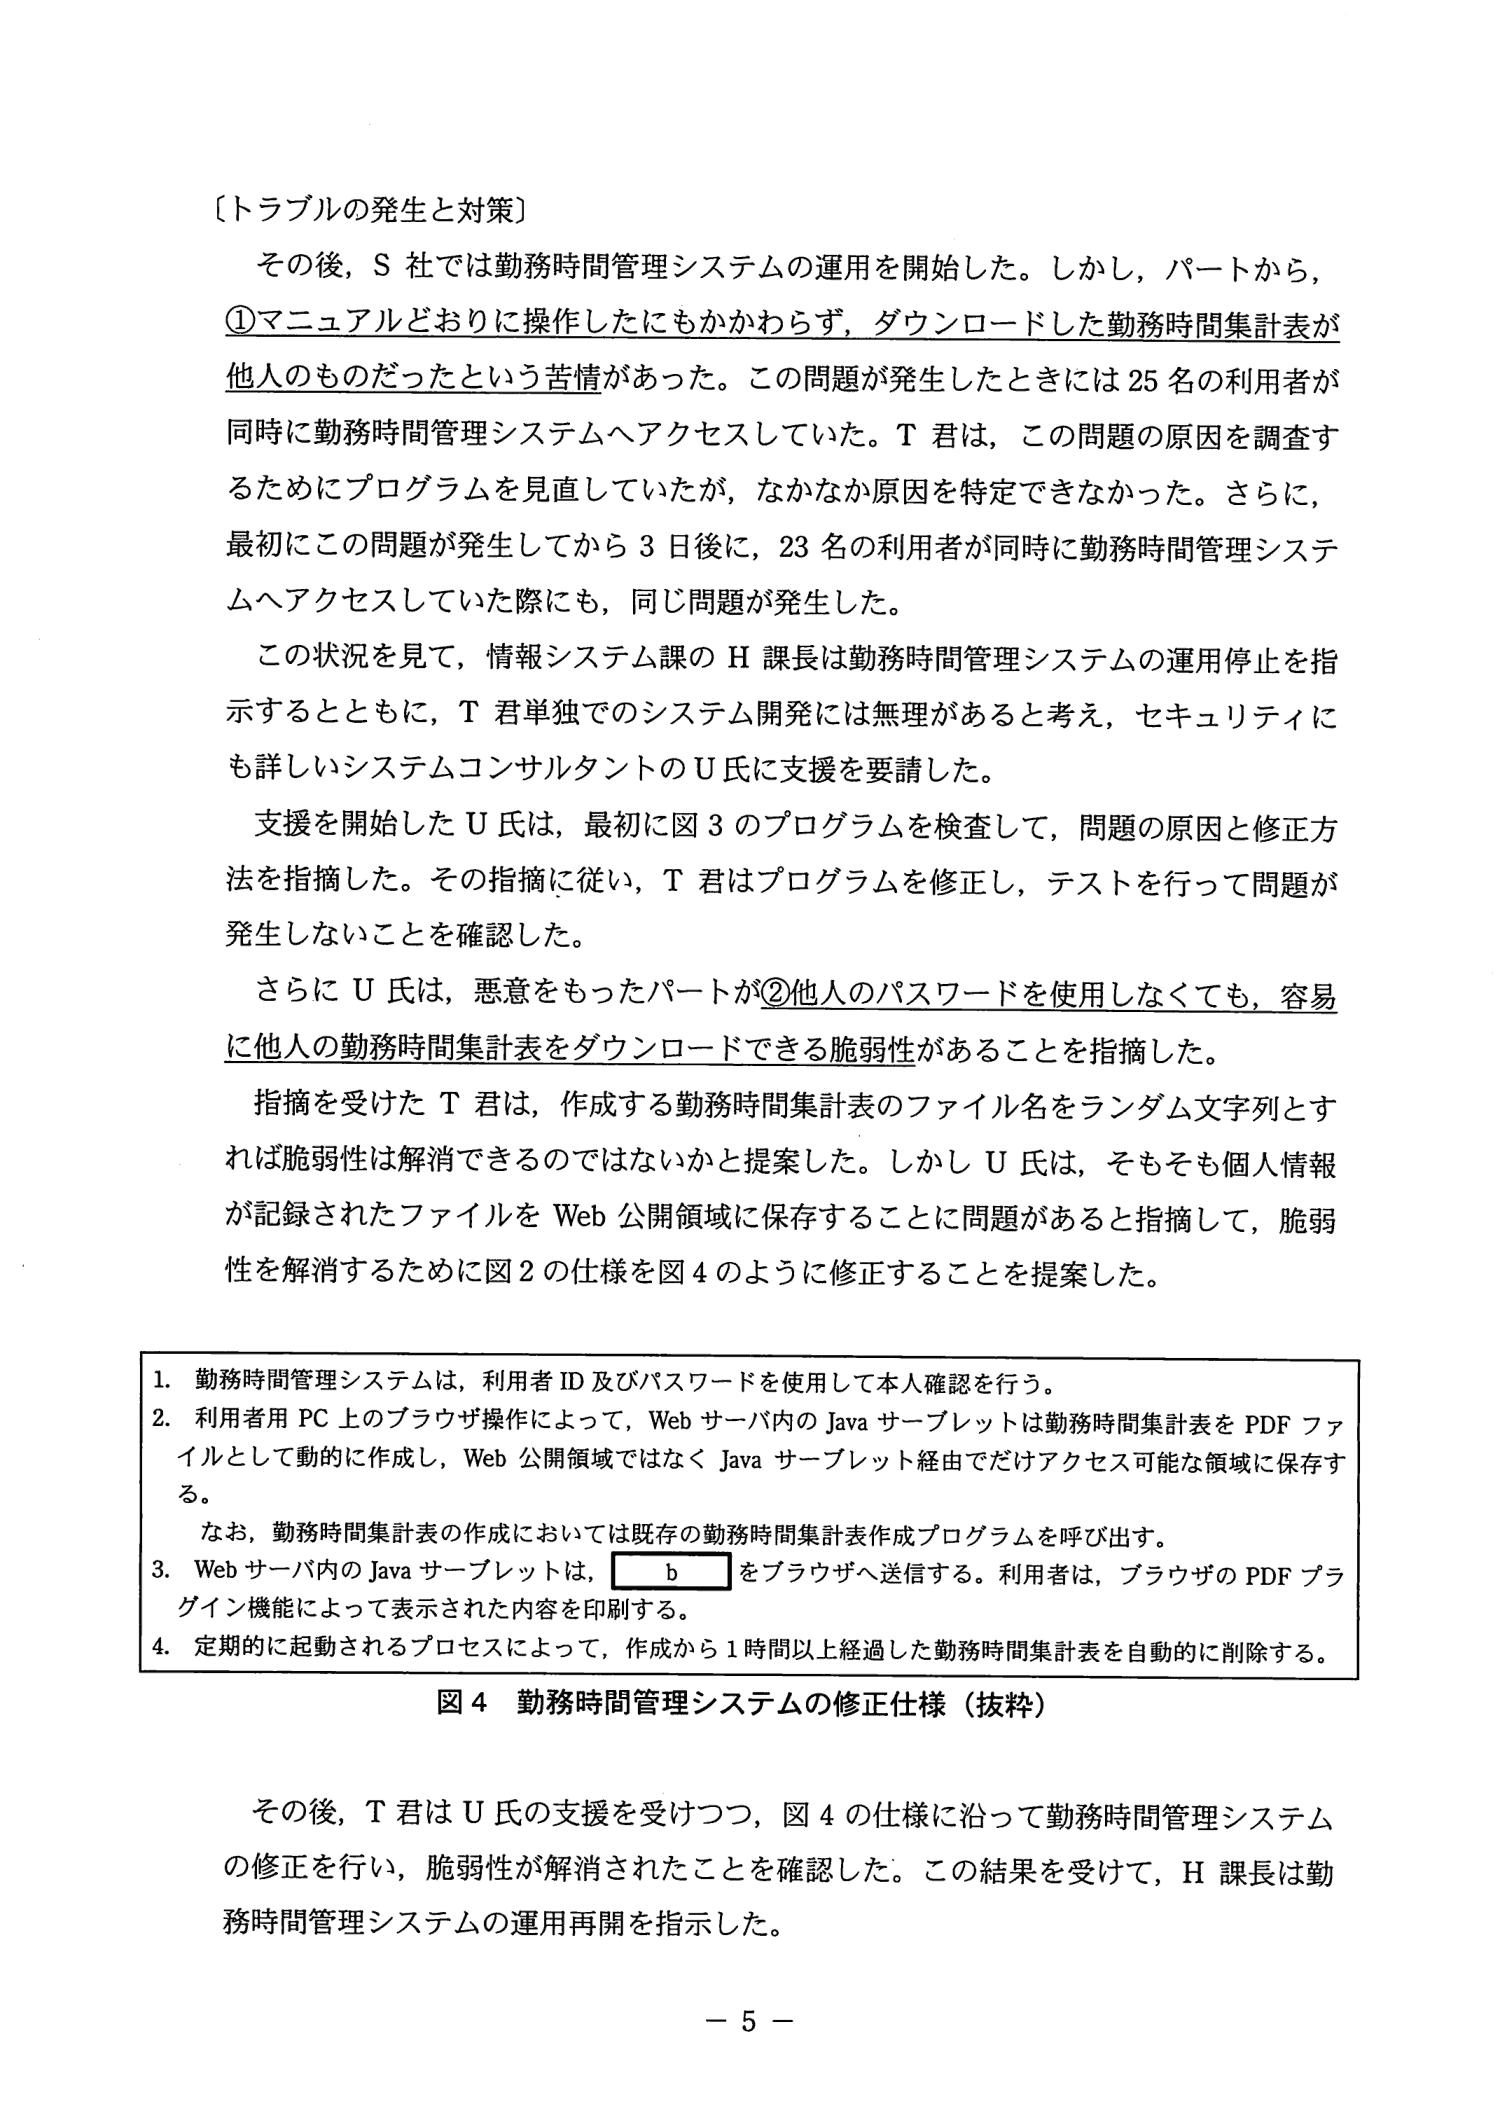 〔トラブルの発生と対策〕
その後，S 社では勤務時間管理システムの運用を開始した。しかし，パートから，
①マニュアルどおりに操作したにもかかわらず，ダウンロードした勤務時間集計表が
他人のものだったという苦情があった。この問題が発生したときには 25 名の利用者が
同時に勤務時間管理システムへアクセスしていた。T 君は，この問題の原因を調査す
るためにプログラムを見直していたが，なかなか原因を特定できなかった。さらに，
最初にこの問題が発生してから 3 日後に，23 名の利用者が同時に勤務時間管理システ
ムへアクセスしていた際にも，同じ問題が発生した。
この状況を見て，情報システム課の H 課長は勤務時間管理システムの運用停止を指
示するとともに，T 君単独でのシステム開発には無理があると考え，セキュリティに
も詳しいシステムコンサルタントの U 氏に支援を要請した。
支援を開始した U 氏は，最初に図 3 のプログラムを検査して，問題の原因と修正方
法を指摘した。その指摘に従い，T 君はプログラムを修正し，テストを行って問題が
発生しないことを確認した。
さらに U 氏は，悪意をもったパートが②他人のパスワードを使用しなくても，容易
に他人の勤務時間集計表をダウンロードできる脆弱性があることを指摘した。
指摘を受けた T 君は，作成する勤務時間集計表のファイル名をランダム文字列とす
れば脆弱性は解消できるのではないかと提案した。しかし U 氏は，そもそも個人情報
が記録されたファイルを Web 公開領域に保存することに問題があると指摘して，脆弱
性を解消するために図 2 の仕様を図 4 のように修正することを提案した。
1. 勤務時間管理システムは，利用者 ID 及びパスワードを使用して本人確認を行う。
2. 利用者用 PC 上のブラウザ操作によって，Web サーバ内の Java サーブレットは勤務時間集計表を PDF ファ
イルとして動的に作成し，Web 公開領域ではなく Java サーブレット経由でだけアクセス可能な領域に保存す
る。
なお，勤務時間集計表の作成においては既存の勤務時間集計表作成プログラムを呼び出す。
3. Web サーバ内の Java サーブレットは， b をブラウザへ送信する。利用者は，ブラウザの PDF プラ
グイン機能によって表示された内容を印刷する。
4. 定期的に起動されるプロセスによって，作成から 1 時間以上経過した勤務時間集計表を自動的に削除する。
図 4 勤務時間管理システムの修正仕様（抜粋）
その後，T 君は U 氏の支援を受けつつ，図 4 の仕様に沿って勤務時間管理システム
の修正を行い，脆弱性が解消されたことを確認した。この結果を受けて，H 課長は勤
務時間管理システムの運用再開を指示した。
－ 5 －